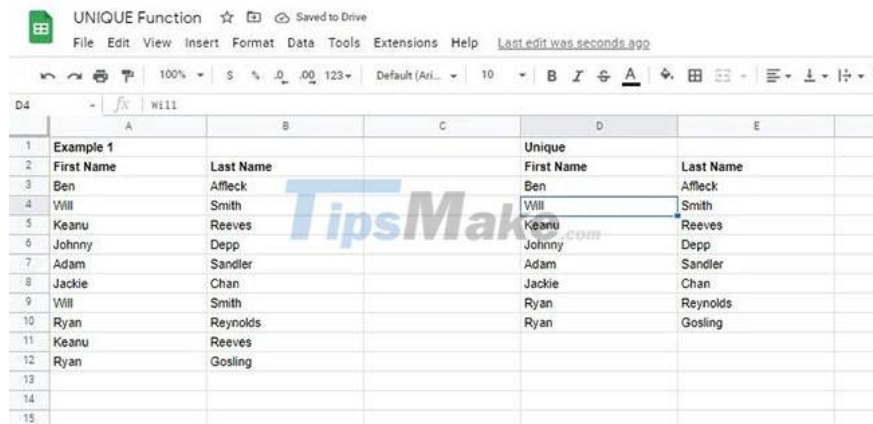 UNIQUE Function Saved to Drive
File Edit View Insert Format Data Tools Extensions Help Last edit was seconds ago
100% $ % .0 .00 123 Default (Ari... 10 B I S A
D4 fx Will
A B C D E
1 Example 1 Unique
2 First Name Last Name First Name Last Name
3 Ben Affleck Ben Affleck
4 Will Smith Will Smith
5 Keanu Reeves Keanu Reeves
6 Johnny Depp Johnny Depp
7 Adam Sandler Adam Sandler
8 Jackie Chan Jackie Chan
9 Will Smith Ryan Reynolds
10 Ryan Reynolds Ryan Gosling
11 Keanu Reeves
12 Ryan Gosling
13
14
15
TipsMake.com